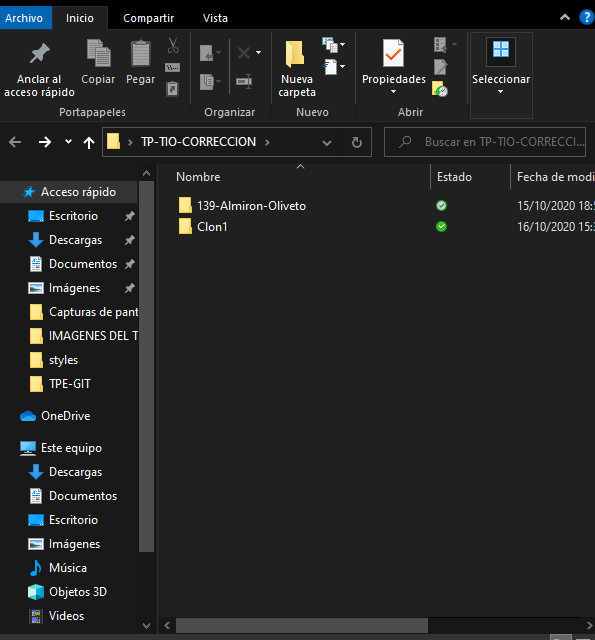 Archivo Inicio Compartir Vista
Anclar al
acceso rápido
Copiar
Pegar
Nueva
carpeta
Propiedades
Seleccionar
Portapapeles Organizar Nuevo Abrir
TP-TIO-CORRECCION
Buscar en TP-TIO-CORRECCI...
Nombre Estado Fecha de modi
139-Almiron-Oliveto 15/10/2020 18:5
Clon1 16/10/2020 15:3
Acceso rápido
Escritorio
Descargas
Documentos
Imágenes
Capturas de pant
IMAGENES DEL T
styles
TPE-GIT
OneDrive
Este equipo
Descargas
Documentos
Escritorio
Imágenes
Música
Objetos 3D
Videos